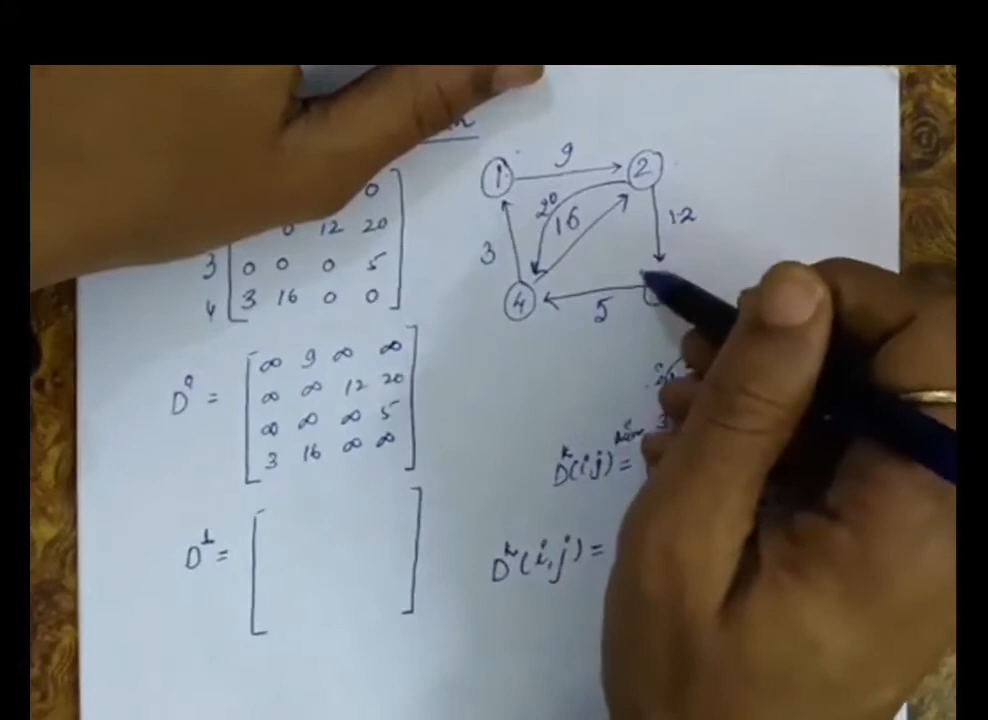 0
0 12 20
3 0 0 0 5
4 3 16 0 0
1 9 2
20 16 12
3
4 5
D⁰ = ∞ 9 ∞ ∞
∞ ∞ 12 20
∞ ∞ ∞ 5
3 16 ∞ ∞
Dᵏ(i,j) =
D¹ =
Dᵏ(i,j) =